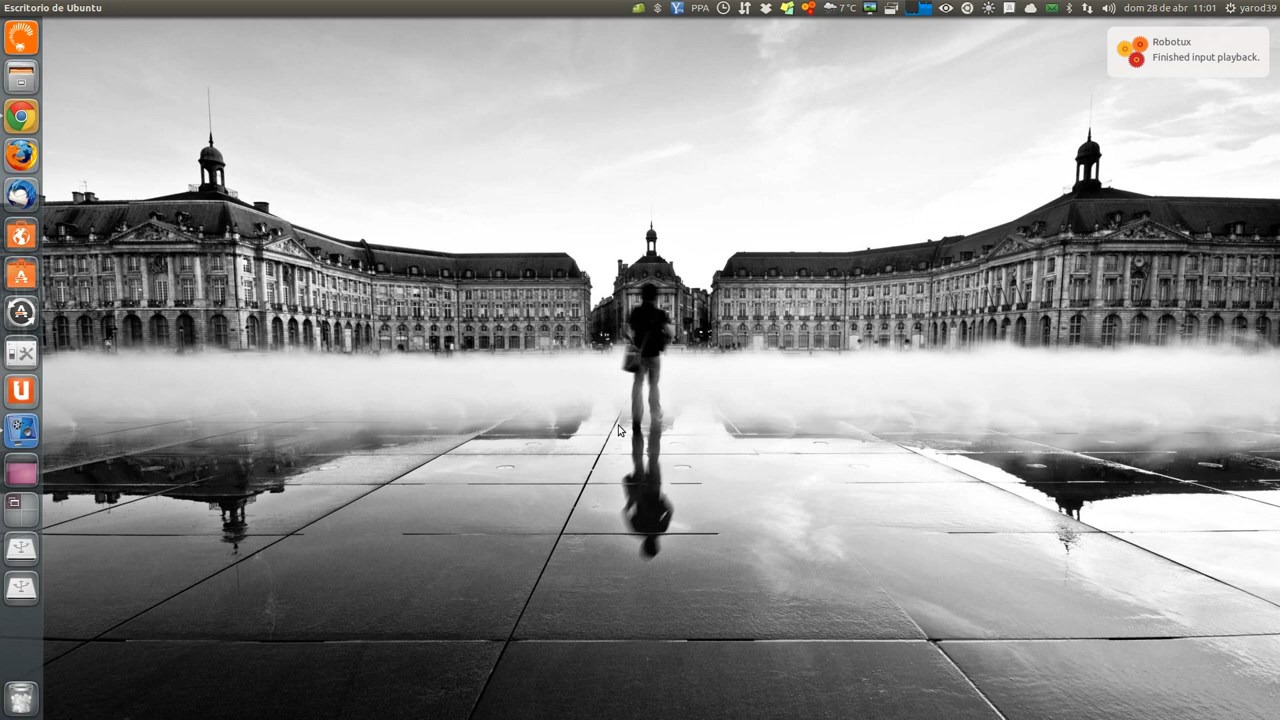 Escritorio de Ubuntu
PPA
7°C
dom 28 de abr 11:01
yarod39
Robotux
Finished input playback.